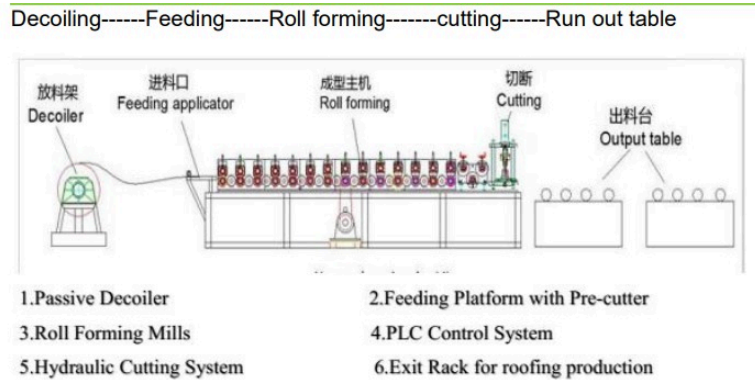 Decoiling------Feeding------Roll forming-------cutting------Run out table
放料架
Decoiler
进料口
Feeding applicator
成型主机
Roll forming
切断
Cutting
出料台
Output table
1.Passive Decoiler
2.Feeding Platform with Pre-cutter
3.Roll Forming Mills
4.PLC Control System
5.Hydraulic Cutting System
6.Exit Rack for roofing production